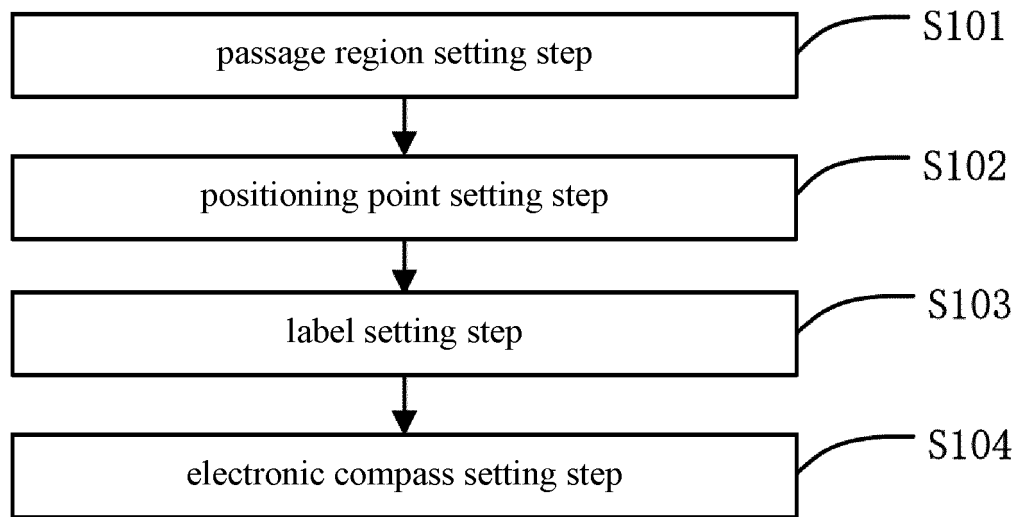 passage region setting step
S101
positioning point setting step
S102
label setting step
S103
electronic compass setting step
S104